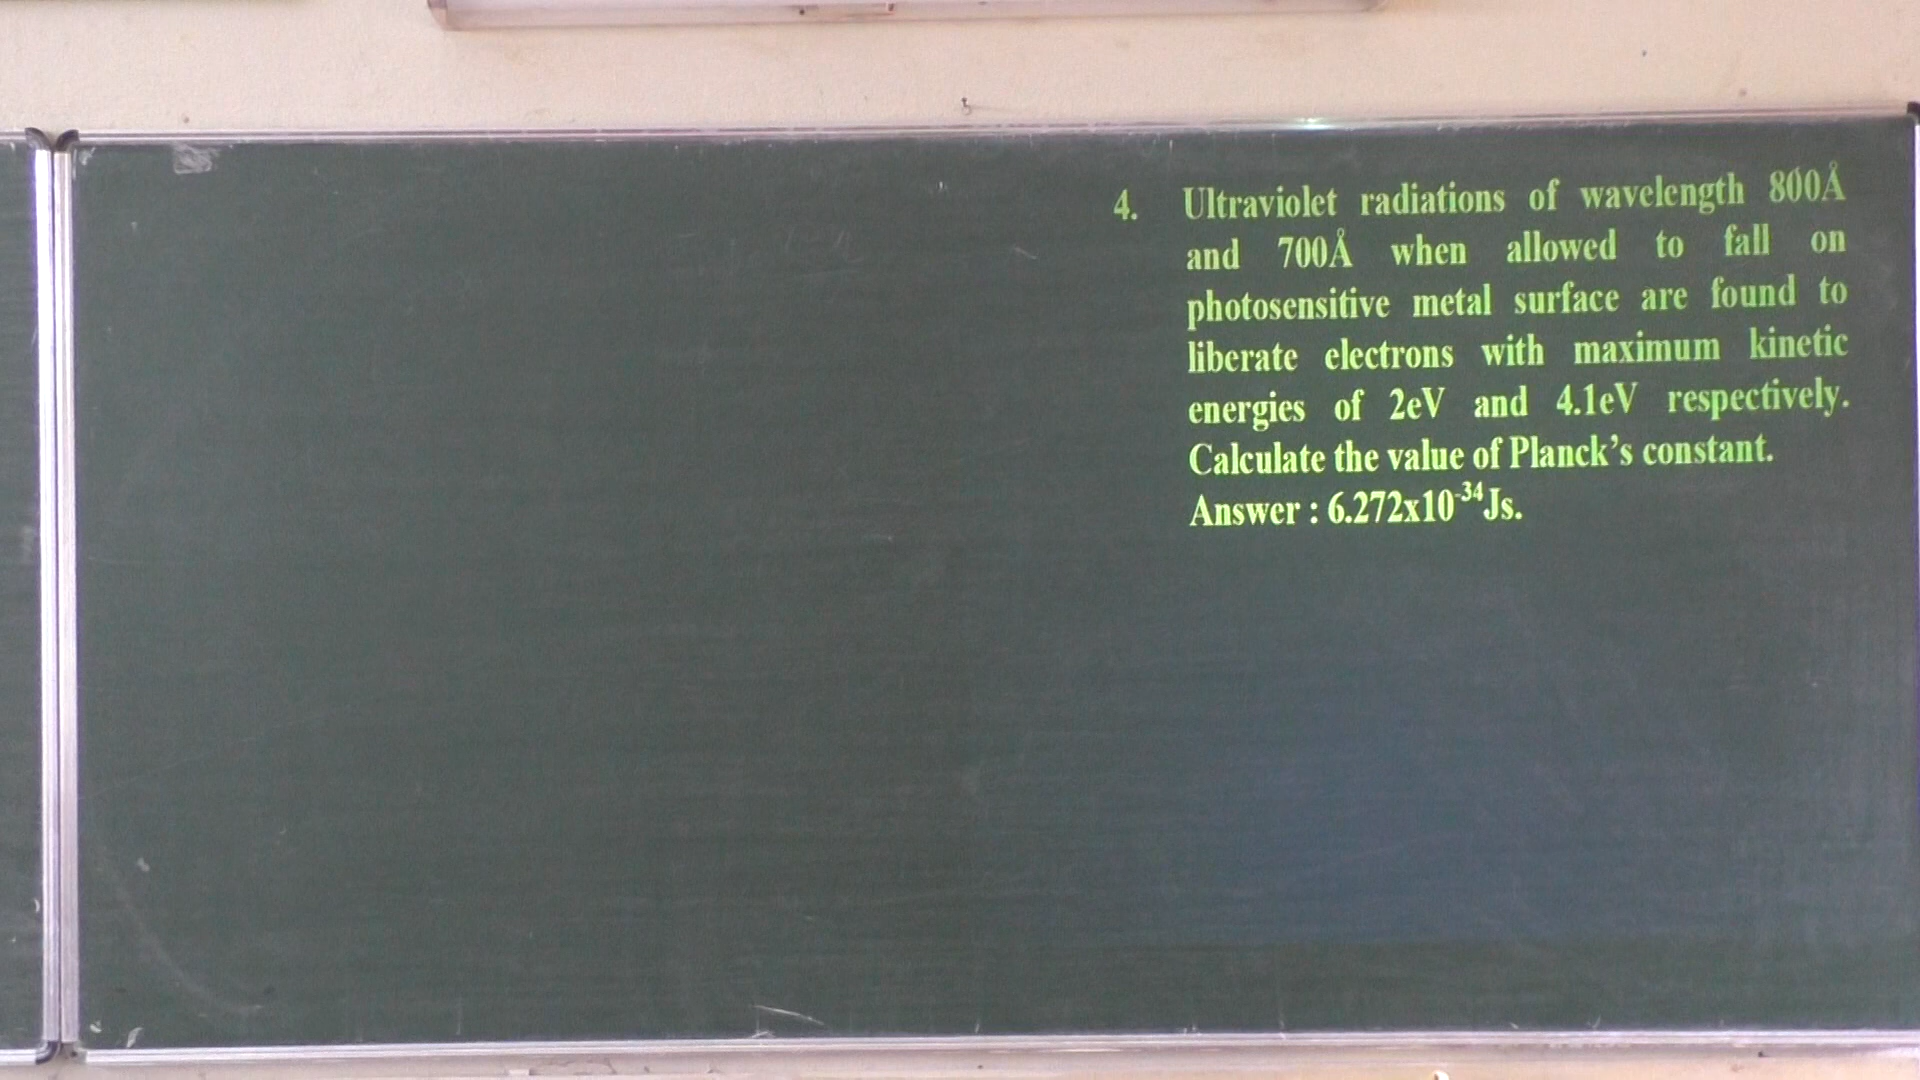 4. Ultraviolet radiations of wavelength 800Å
and 700Å when allowed to fall on
photosensitive metal surface are found to
liberate electrons with maximum kinetic
energies of 2eV and 4.1eV respectively.
Calculate the value of Planck’s constant.
Answer : 6.272x10⁻³⁴Js.